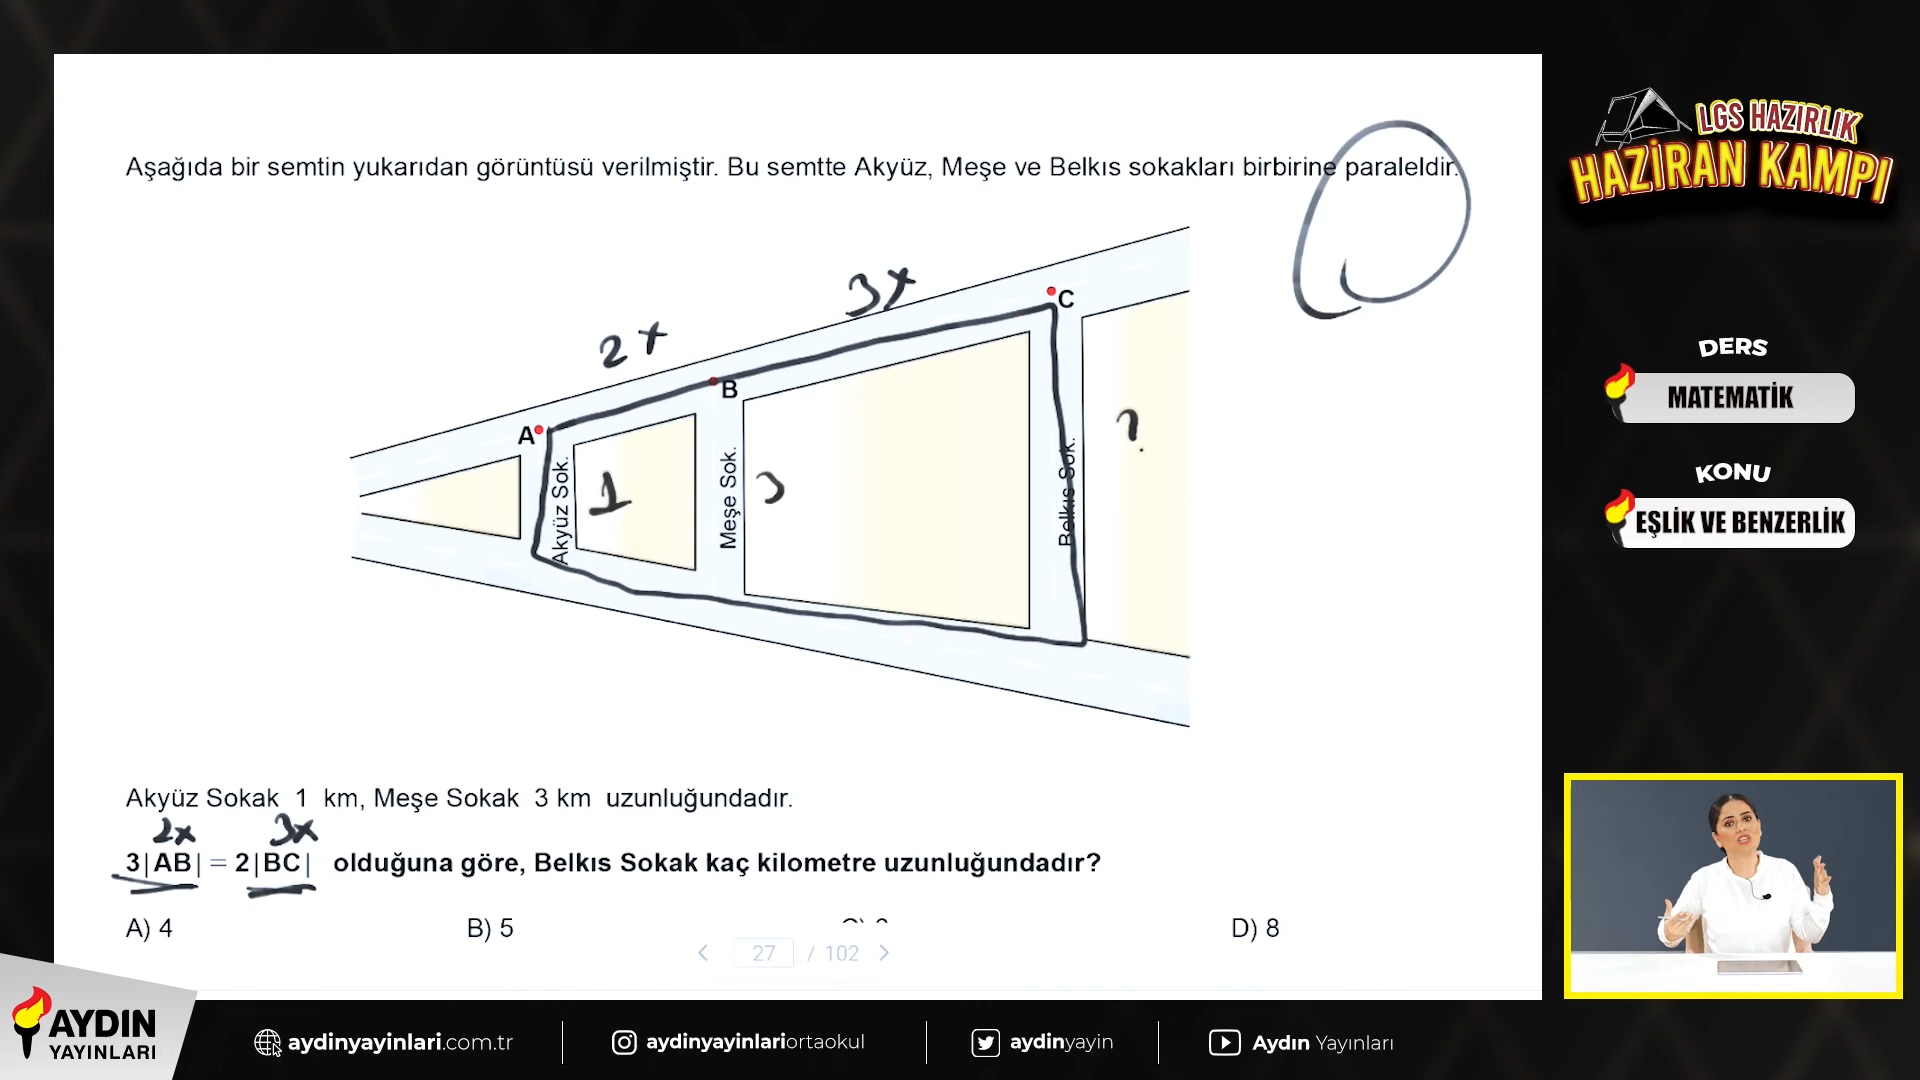 LGS HAZIRLIK
HAZİRAN KAMPI
Aşağıda bir semtin yukarıdan görüntüsü verilmiştir. Bu semtte Akyüz, Meşe ve Belkıs sokakları birbirine paraleldir.
3x
C
2x
B
A
Akyüz Sok.
1
Meşe Sok.
3
Belkıs Sok.
?
DERS
MATEMATİK
KONU
EŞLİK VE BENZERLİK
Akyüz Sokak 1 km, Meşe Sokak 3 km uzunluğundadır.
2x 3x
3|AB| = 2|BC| olduğuna göre, Belkıs Sokak kaç kilometre uzunluğundadır?
A) 4 B) 5 D) 8
27 / 102
AYDIN
YAYINLARI
aydinyayinlari.com.tr
aydinyayinlariortaokul
aydinyayin
Aydın Yayınları